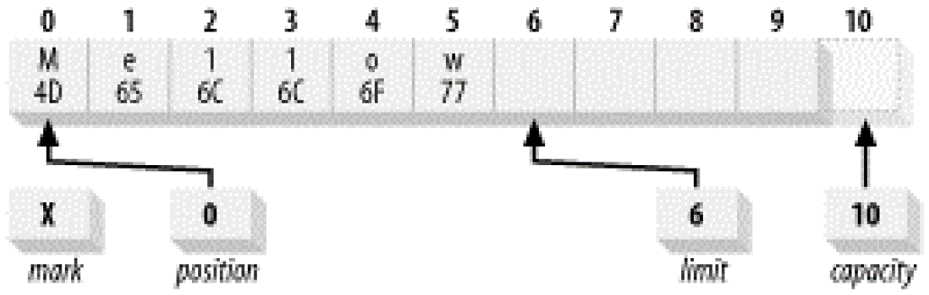 0 1 2 3 4 5 6 7 8 9 10
M e l l o w
4D 65 6C 6C 6F 77
X 0 6 10
mark position limit capacity